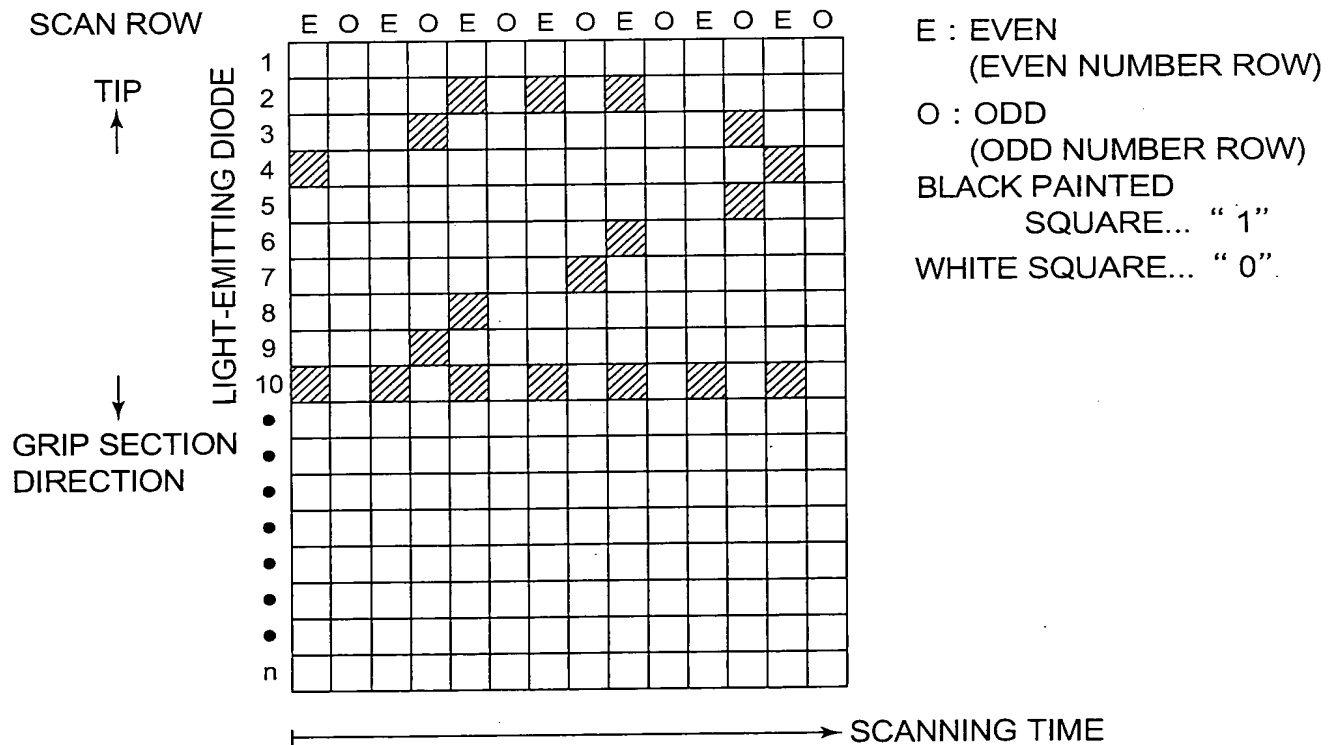 SCAN ROW
E O E O E O E O E O E O E O
TIP
LIGHT-EMITTING DIODE
1
2
3
4
5
6
7
8
9
10
n
GRIP SECTION
DIRECTION
SCANNING TIME
E : EVEN
(EVEN NUMBER ROW)
O : ODD
(ODD NUMBER ROW)
BLACK PAINTED
SQUARE... “ 1”
WHITE SQUARE... “ 0”